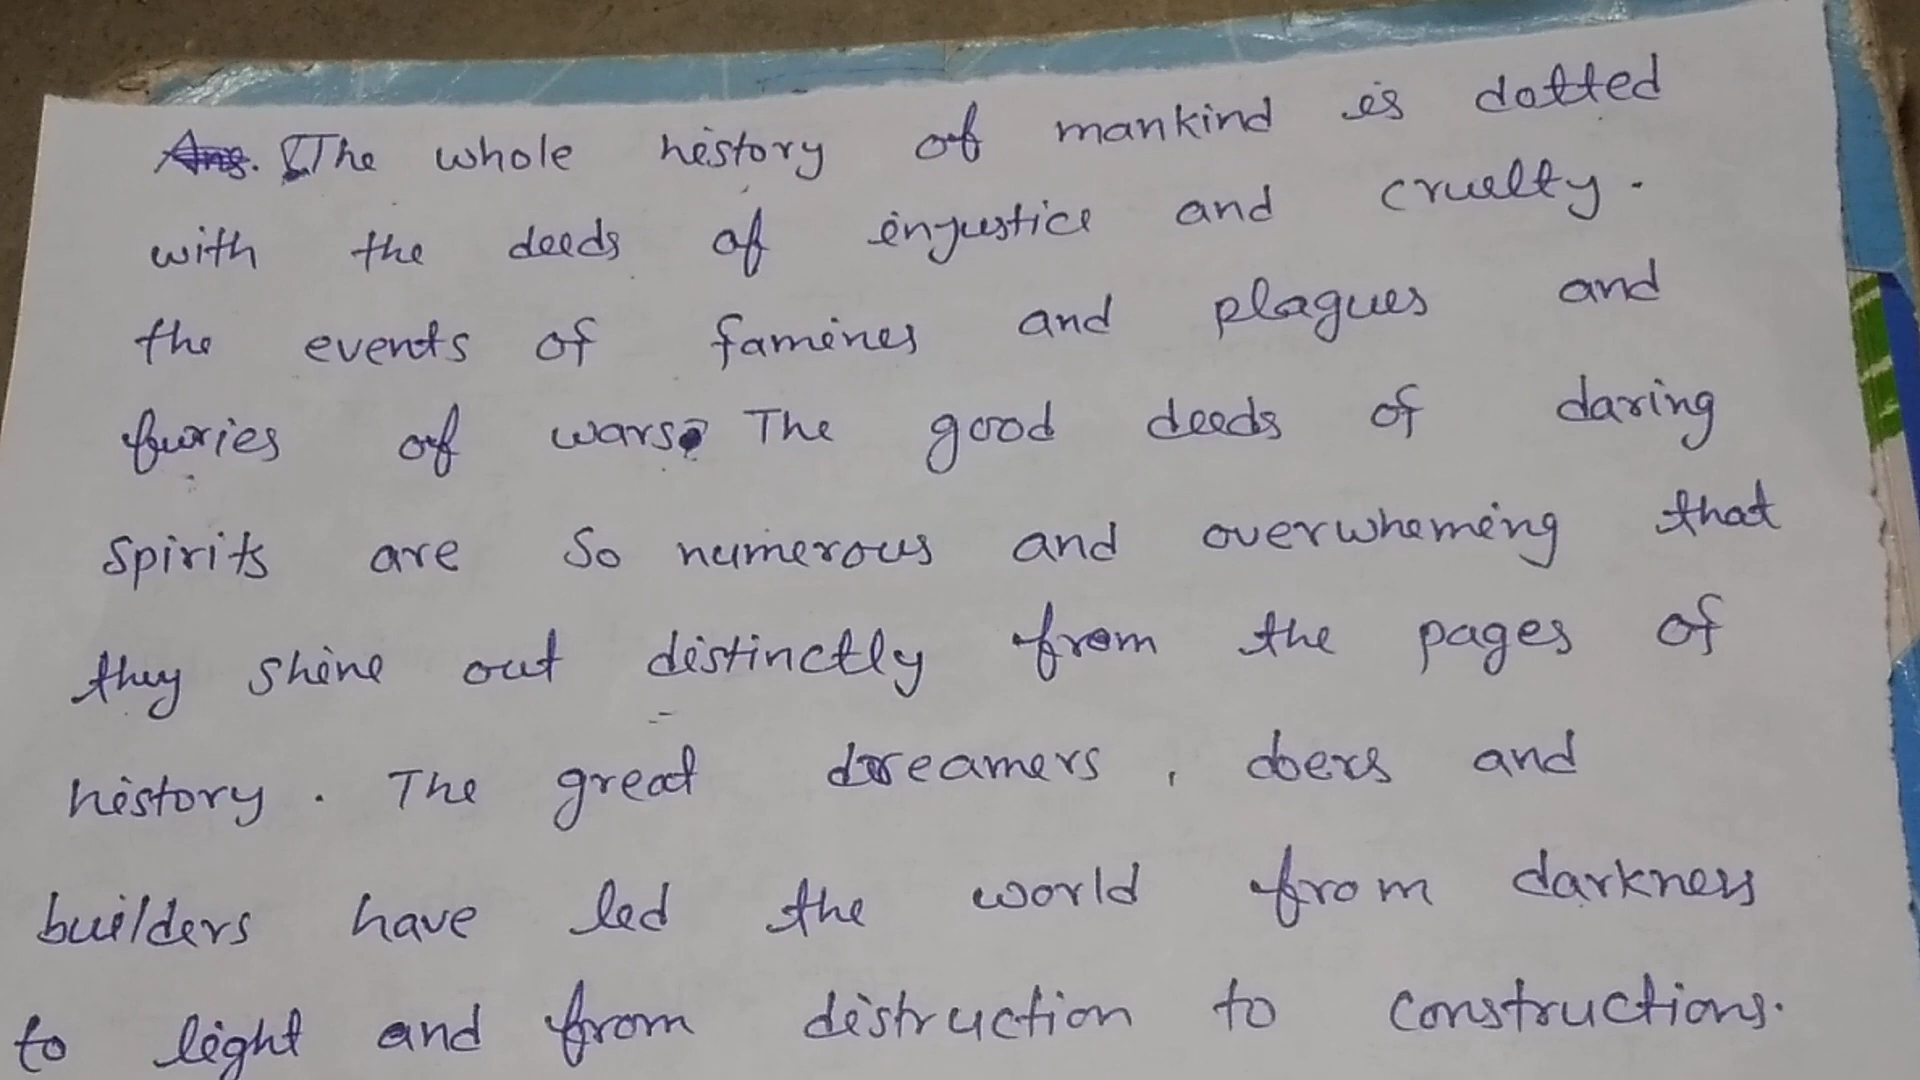 Ans. The whole history of mankind is dotted
with the deeds of injustice and cruelty.
the events of famines and plagues and
furies of wars. The good deeds of daring
spirits are so numerous and overwheming that
they shine out distinctly from the pages of
history. The great dreamers, doers and
builders have led the world from darkness
to light and from distruction to constructions.